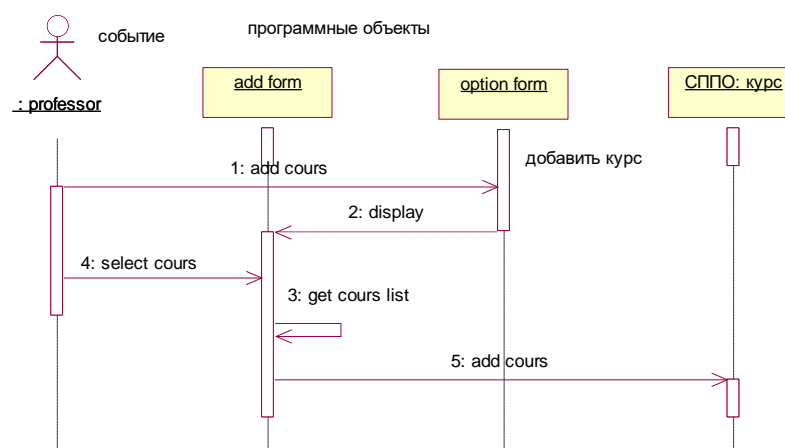 событие
программные объекты
: professor
add form
option form
СППО: курс
добавить курс
1: add cours
2: display
4: select cours
3: get cours list
5: add cours